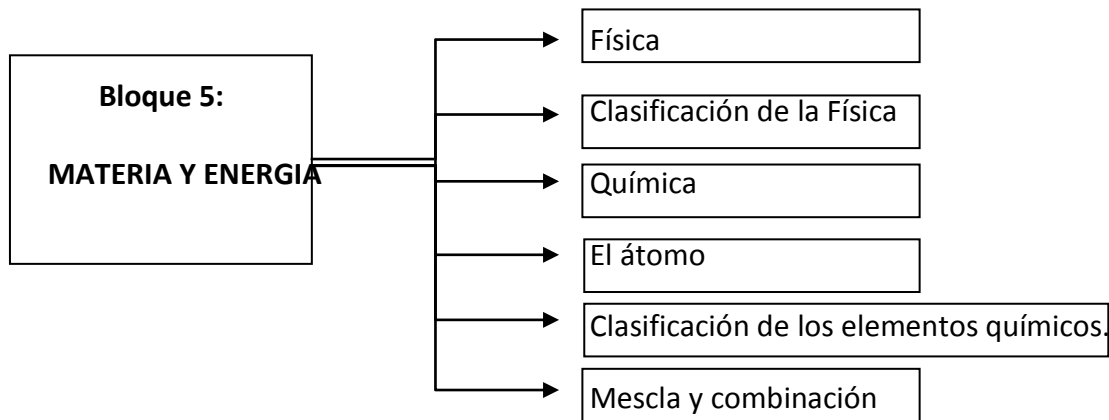 Bloque 5:
MATERIA Y ENERGIA
Física
Clasificación de la Física
Química
El átomo
Clasificación de los elementos químicos.
Mescla y combinación